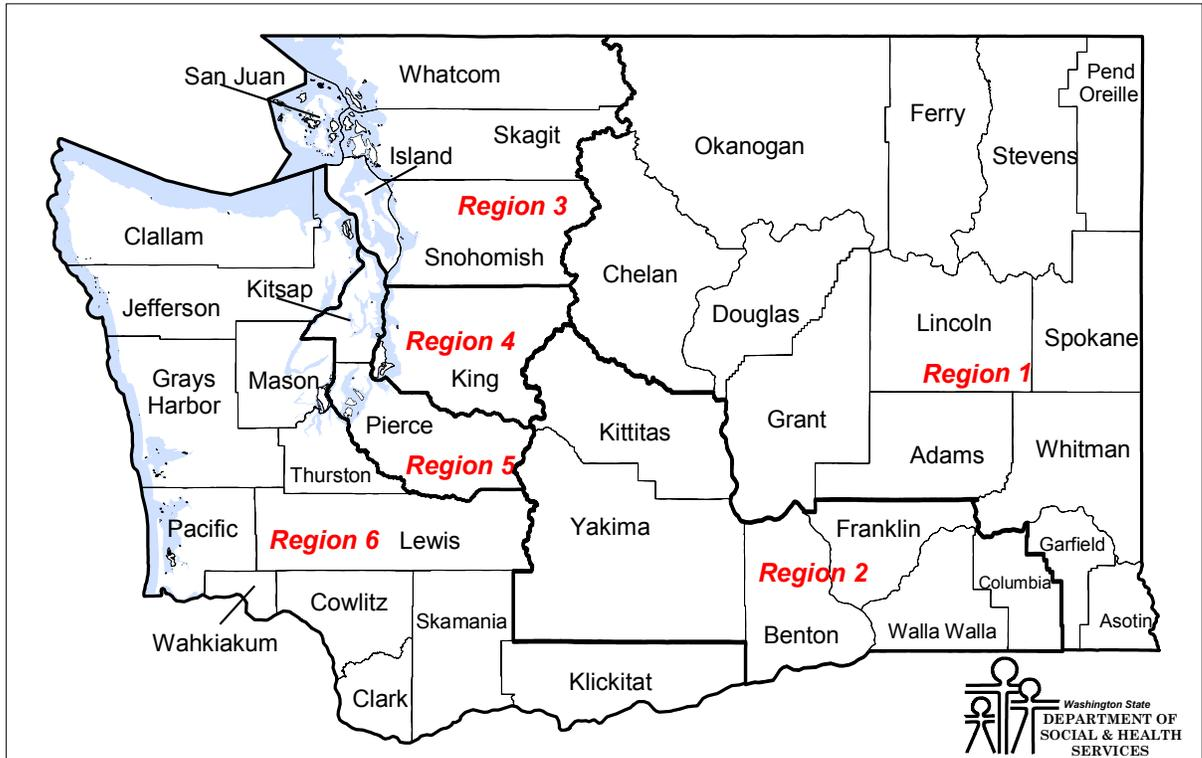 San Juan
Whatcom
Pend
Oreille
Ferry
Skagit
Okanogan
Stevens
Island
Region 3
Clallam
Snohomish
Chelan
Kitsap
Jefferson
Douglas
Lincoln
Spokane
Region 4
Region 1
Grays
Harbor
Mason
King
Pierce
Kittitas
Grant
Whitman
Adams
Region 5
Thurston
Pacific
Region 6
Lewis
Yakima
Franklin
Garfield
Region 2
Columbia
Cowlitz
Skamania
Asotin
Wahkiakum
Benton
Walla Walla
Clark
Klickitat
Washington State
DEPARTMENT OF
SOCIAL & HEALTH
SERVICES